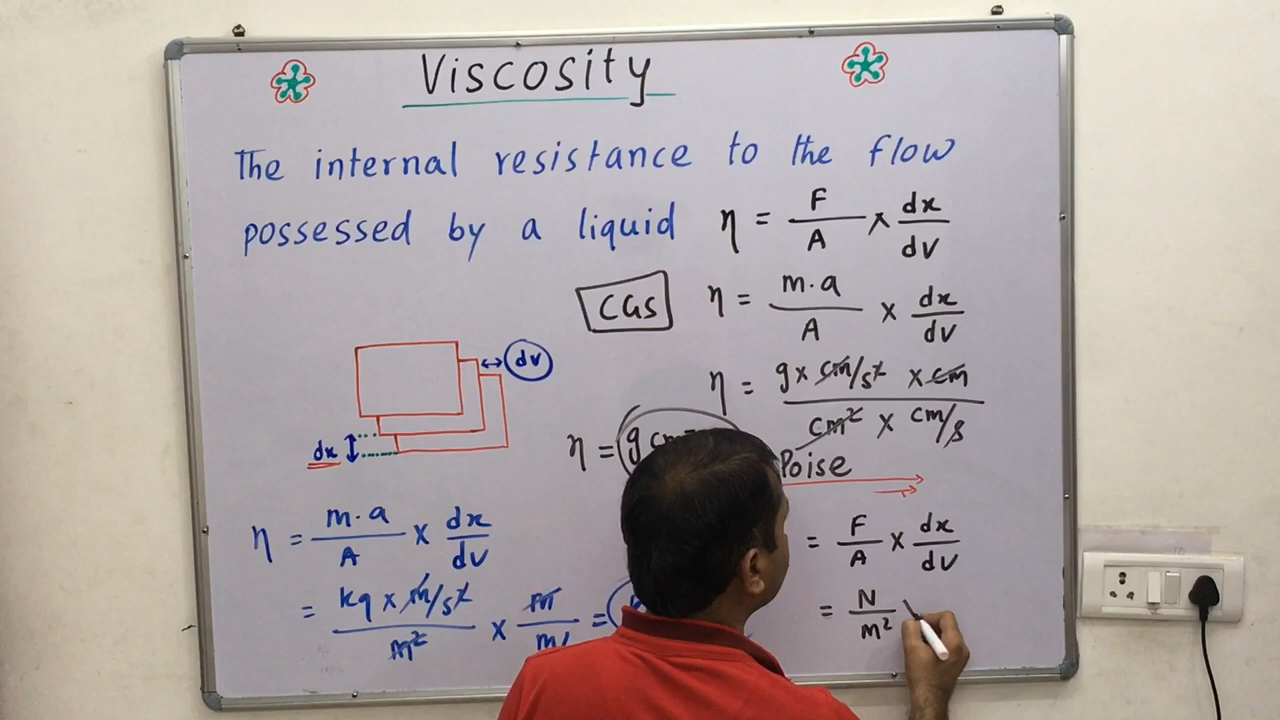 Viscosity
The internal resistance to the flow
possessed by a liquid
η = F/A × dx/dv
CGS
η = m·a/A × dx/dv
η = g × cm/s² × cm / cm² × cm/s
η = g cm
Poise
dv
dx
η = m·a/A × dx/dv
= kg × m/s² / m² × m/m/ =
= F/A × dx/dv
= N/m²